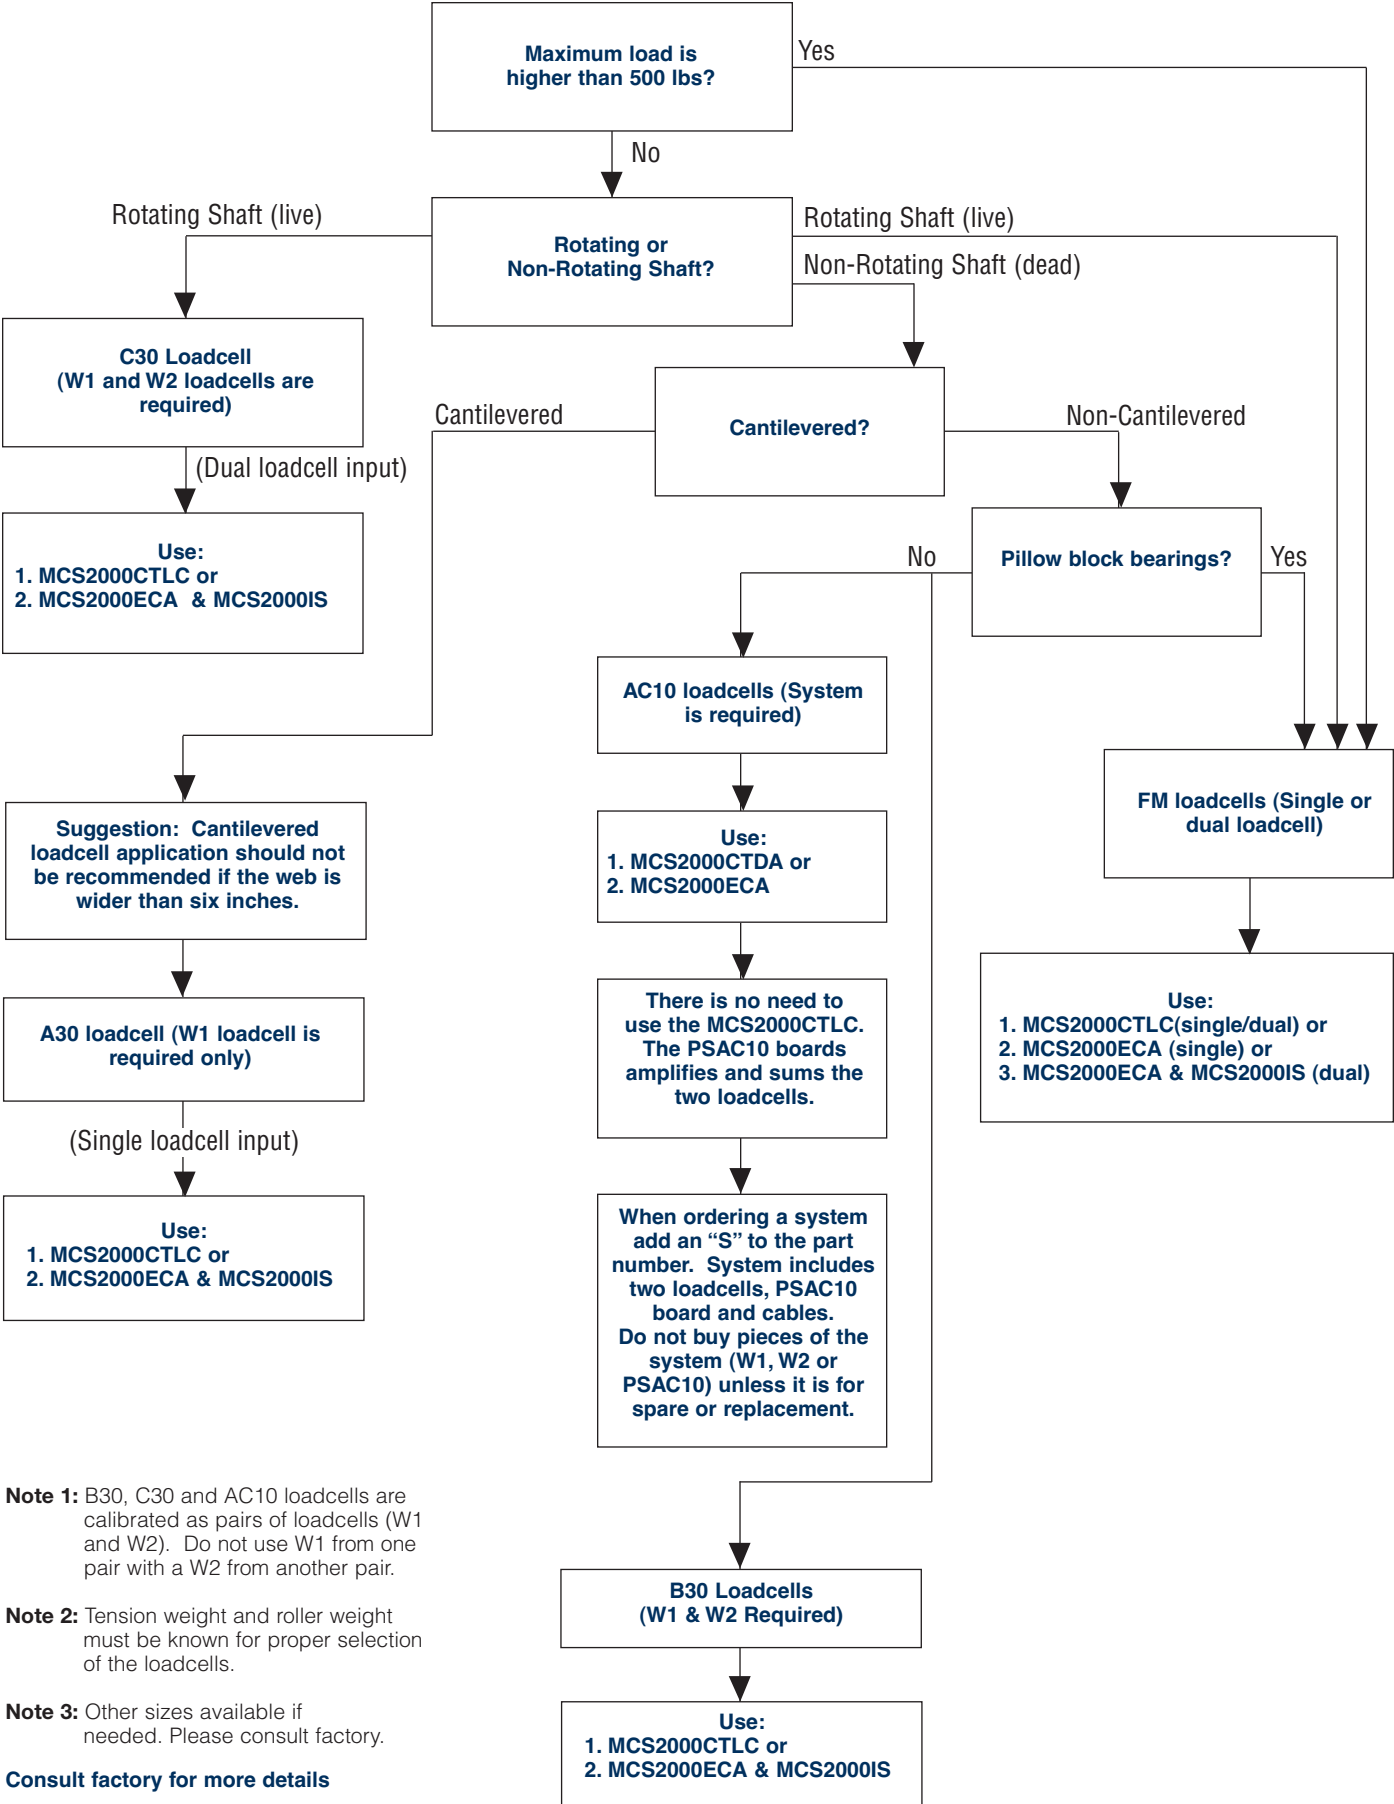 Maximum load is
higher than 500 lbs?
Yes
No
Rotating Shaft (live)
Rotating or
Non-Rotating Shaft?
Rotating Shaft (live)
Non-Rotating Shaft (dead)
C30 Loadcell
(W1 and W2 loadcells are
required)
(Dual loadcell input)
Use:
1. MCS2000CTLC or
2. MCS2000ECA & MCS2000IS
Cantilevered
Cantilevered?
Non-Cantilevered
No
Pillow block bearings?
Yes
Suggestion: Cantilevered
loadcell application should not
be recommended if the web is
wider than six inches.
A30 loadcell (W1 loadcell is
required only)
(Single loadcell input)
Use:
1. MCS2000CTLC or
2. MCS2000ECA & MCS2000IS
AC10 loadcells (System
is required)
Use:
1. MCS2000CTDA or
2. MCS2000ECA
There is no need to
use the MCS2000CTLC.
The PSAC10 boards
amplifies and sums the
two loadcells.
When ordering a system
add an “S” to the part
number. System includes
two loadcells, PSAC10
board and cables.
Do not buy pieces of the
system (W1, W2 or
PSAC10) unless it is for
spare or replacement.
FM loadcells (Single or
dual loadcell)
Use:
1. MCS2000CTLC(single/dual) or
2. MCS2000ECA (single) or
3. MCS2000ECA & MCS2000IS (dual)
B30 Loadcells
(W1 & W2 Required)
Use:
1. MCS2000CTLC or
2. MCS2000ECA & MCS2000IS
Note 1: B30, C30 and AC10 loadcells are
calibrated as pairs of loadcells (W1
and W2). Do not use W1 from one
pair with a W2 from another pair.
Note 2: Tension weight and roller weight
must be known for proper selection
of the loadcells.
Note 3: Other sizes available if
needed. Please consult factory.
Consult factory for more details